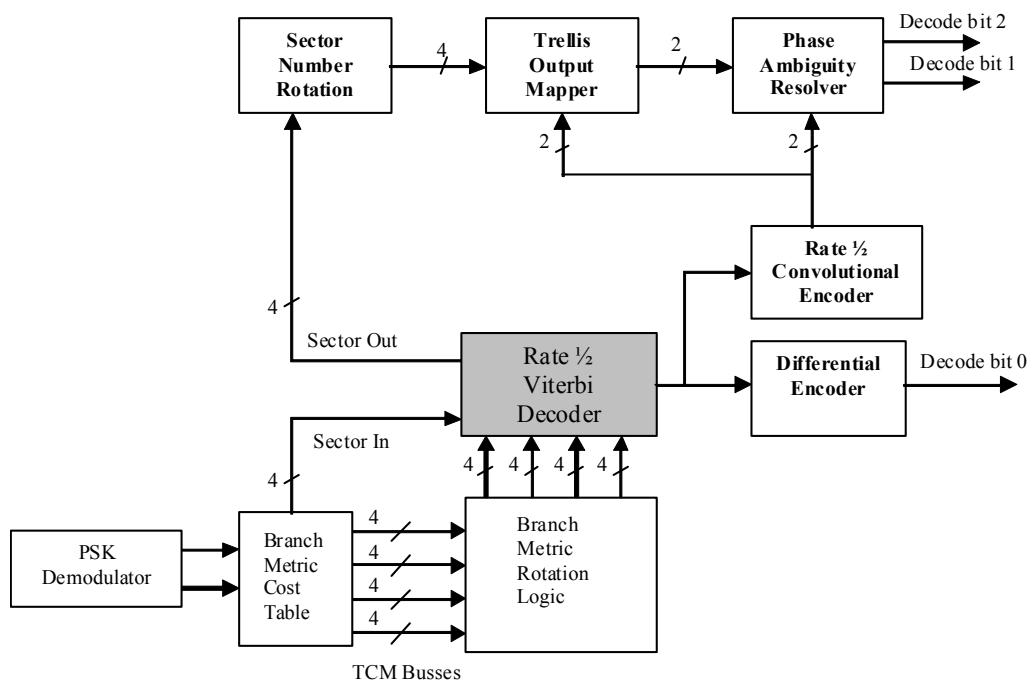 Decode bit 2
Sector
Number
Rotation
4
Trellis
Output
Mapper
2
Phase
Ambiguity
Resolver
Decode bit 1
2
2
Rate ½
Convolutional
Encoder
4
Sector Out
Rate ½
Viterbi
Decoder
Differential
Encoder
Decode bit 0
Sector In
4
4
4
4
4
PSK
Demodulator
Branch
Metric
Cost
Table
4
4
4
4
Branch
Metric
Rotation
Logic
TCM Busses